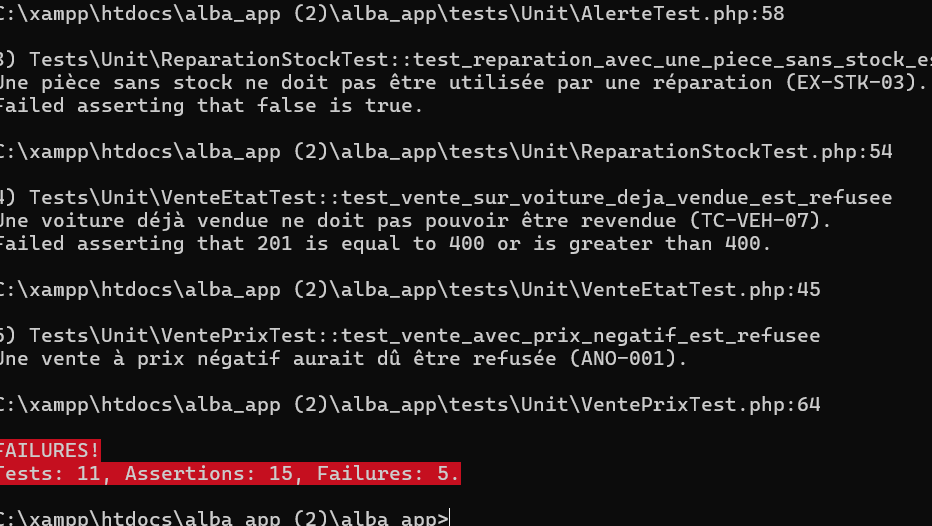 C:\xampp\htdocs\alba_app (2)\alba_app\tests\Unit\AlerteTest.php:58
3) Tests\Unit\ReparationStockTest::test_reparation_avec_une_piece_sans_stock_es
Une pièce sans stock ne doit pas être utilisée par une réparation (EX-STK-03).
Failed asserting that false is true.
C:\xampp\htdocs\alba_app (2)\alba_app\tests\Unit\ReparationStockTest.php:54
4) Tests\Unit\VenteEtatTest::test_vente_sur_voiture_deja_vendue_est_refusee
Une voiture déjà vendue ne doit pas pouvoir être revendue (TC-VEH-07).
Failed asserting that 201 is equal to 400 or is greater than 400.
C:\xampp\htdocs\alba_app (2)\alba_app\tests\Unit\VenteEtatTest.php:45
5) Tests\Unit\VentePrixTest::test_vente_avec_prix_negatif_est_refusee
Une vente à prix négatif aurait dû être refusée (ANO-001).
C:\xampp\htdocs\alba_app (2)\alba_app\tests\Unit\VentePrixTest.php:64
FAILURES!
Tests: 11, Assertions: 15, Failures: 5.
C:\xampp\htdocs\alba_app (2)\alba_app>